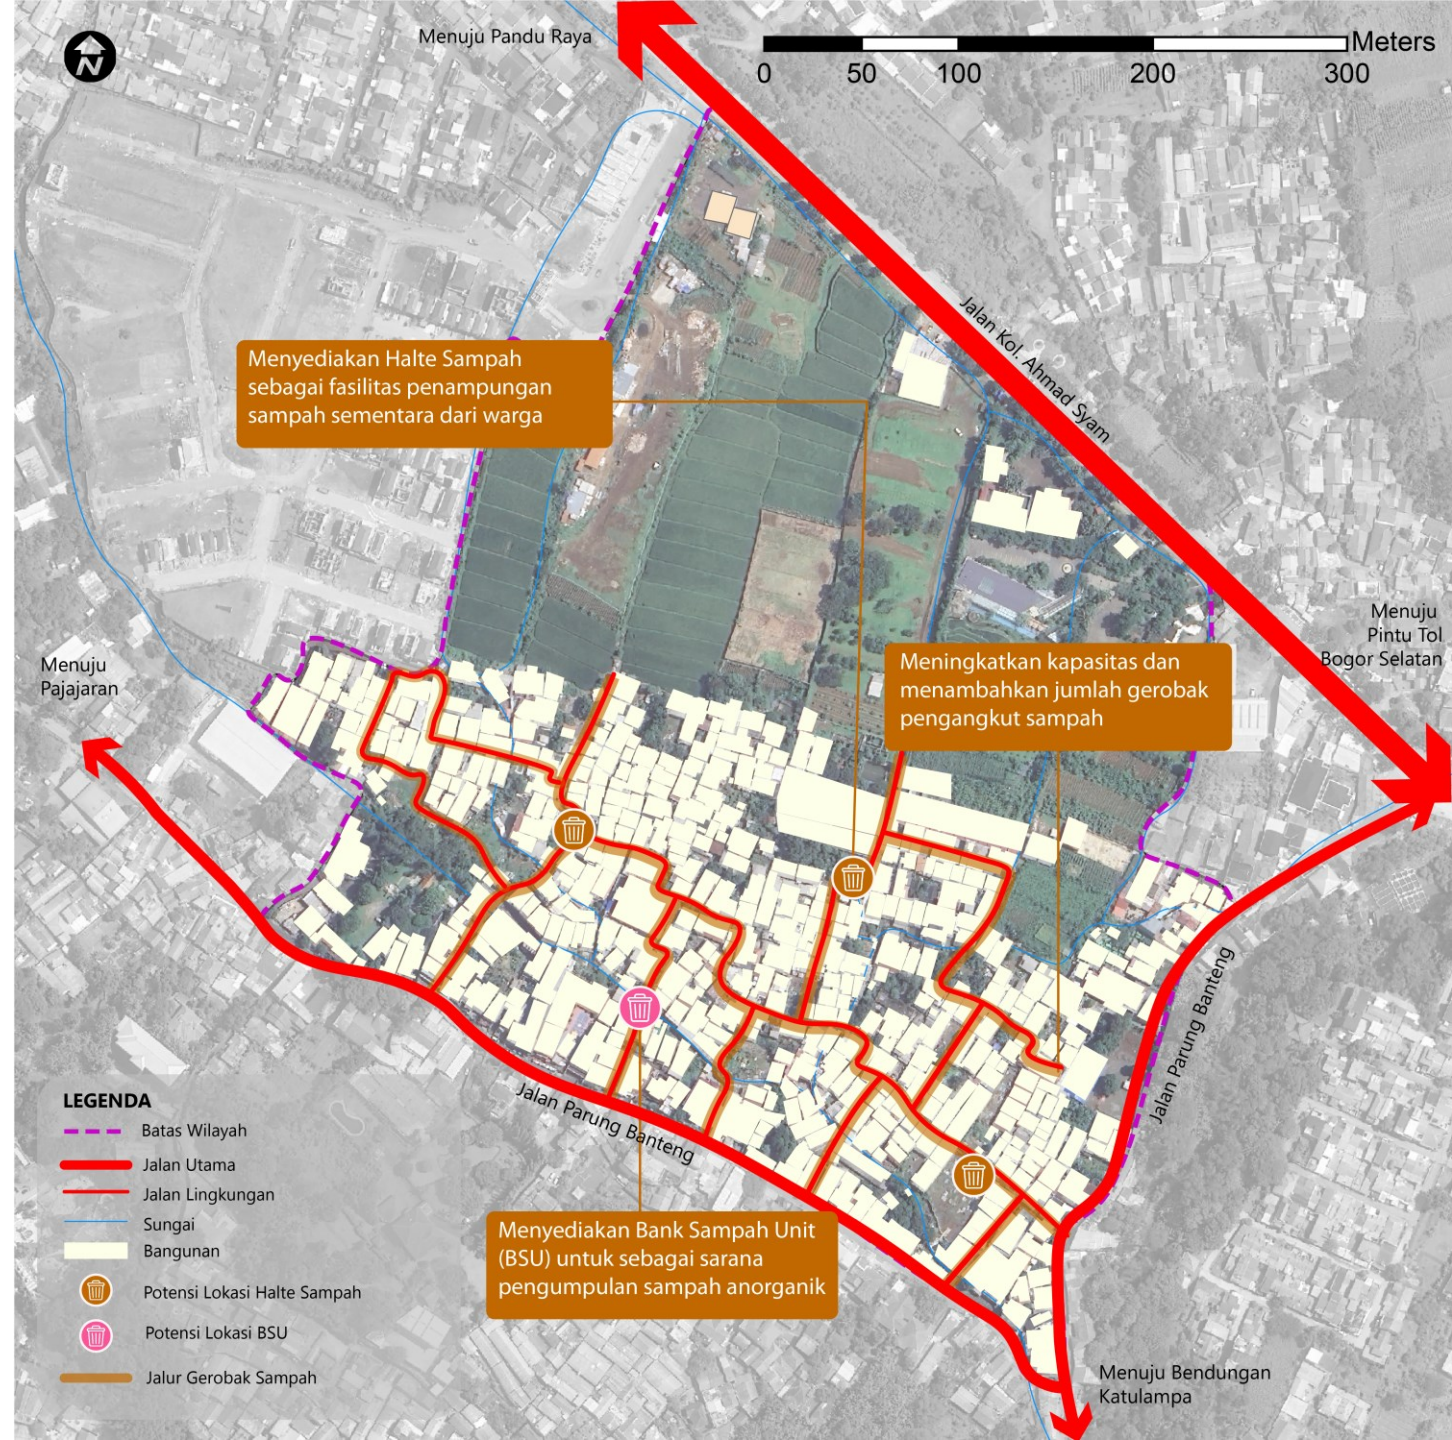 N
Menuju Pandu Raya
Meters
0 50 100 200 300
Jalan Kol. Ahmad Syam
Menyediakan Halte Sampah
sebagai fasilitas penampungan
sampah sementara dari warga
Menuju
Pintu Tol
Bogor Selatan
Menuju
Pajajaran
Meningkatkan kapasitas dan
menambahkan jumlah gerobak
pengangkut sampah
Jalan Parung Banteng
Jalan Parung Banteng
Menyediakan Bank Sampah Unit
(BSU) untuk sebagai sarana
pengumpulan sampah anorganik
Menuju Bendungan
Katulampa
LEGENDA
Batas Wilayah
Jalan Utama
Jalan Lingkungan
Sungai
Bangunan
Potensi Lokasi Halte Sampah
Potensi Lokasi BSU
Jalur Gerobak Sampah